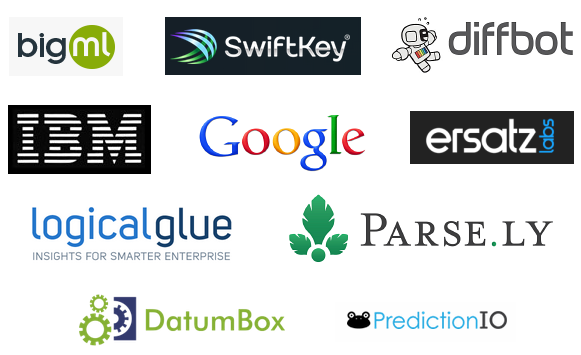 bigml
SwiftKey®
diffbot
IBM
Google
ersatz labs
logicalglue
INSIGHTS FOR SMARTER ENTERPRISE
PARSE.LY
DatumBox
PredictionIO